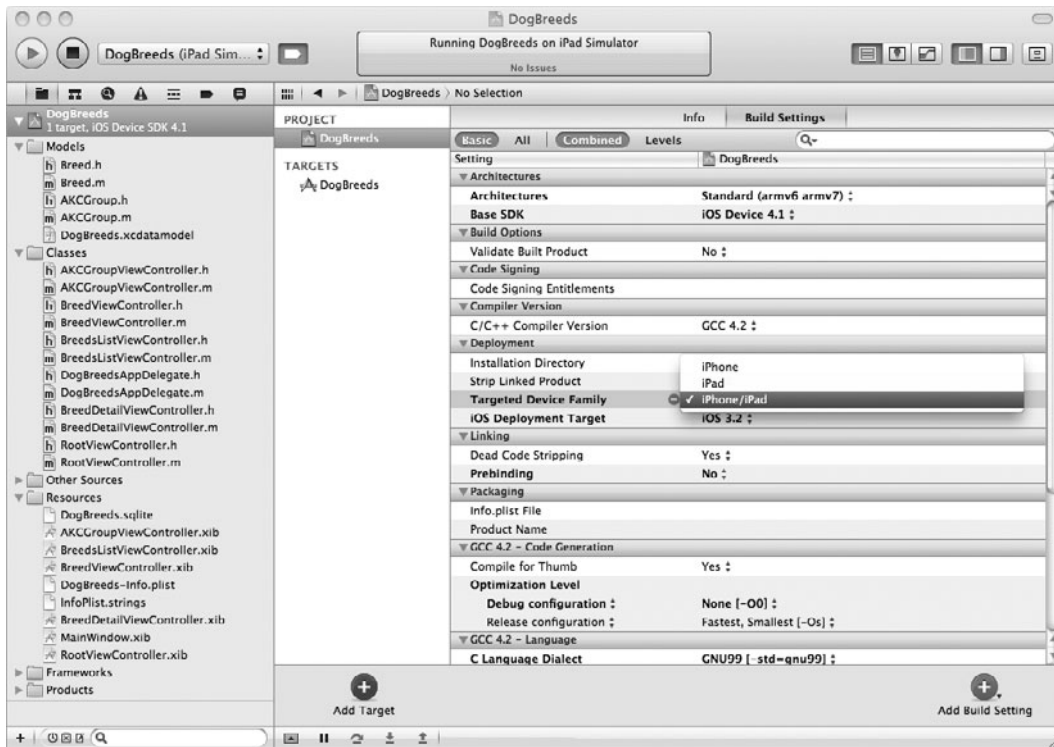 DogBreeds
DogBreeds (iPad Sim...
Running DogBreeds on iPad Simulator
No Issues
DogBreeds
1 target, iOS Device SDK 4.1
Models
Breed.h
Breed.m
AKCGroup.h
AKCGroup.m
DogBreeds.xcdatamodel
Classes
AKCGroupViewController.h
AKCGroupViewController.m
BreedViewController.h
BreedViewController.m
BreedsListViewController.h
BreedsListViewController.m
DogBreedsAppDelegate.h
DogBreedsAppDelegate.m
BreedDetailViewController.h
BreedDetailViewController.m
RootViewController.h
RootViewController.m
Other Sources
Resources
DogBreeds.sqlite
AKCGroupViewController.xib
BreedsListViewController.xib
BreedViewController.xib
DogBreeds-Info.plist
InfoPlist.strings
BreedDetailViewController.xib
MainWindow.xib
RootViewController.xib
Frameworks
Products
DogBreeds No Selection
PROJECT
DogBreeds
TARGETS
DogBreeds
Add Target
Info Build Settings
Basic All Combined Levels
Setting DogBreeds
Architectures
Architectures Standard (armv6 armv7)
Base SDK iOS Device 4.1
Build Options
Validate Built Product No
Code Signing
Code Signing Entitlements
Compiler Version
C/C++ Compiler Version GCC 4.2
Deployment
Installation Directory
iPhone
Strip Linked Product
iPad
Targeted Device Family iPhone/iPad
iOS Deployment Target iOS 3.2
Linking
Dead Code Stripping Yes
Prebinding No
Packaging
Info.plist File
Product Name
GCC 4.2 - Code Generation
Compile for Thumb Yes
Optimization Level
Debug configuration None [-O0]
Release configuration Fastest, Smallest [-Os]
GCC 4.2 - Language
C Language Dialect GNU99 [-std=gnu99]
Add Build Setting